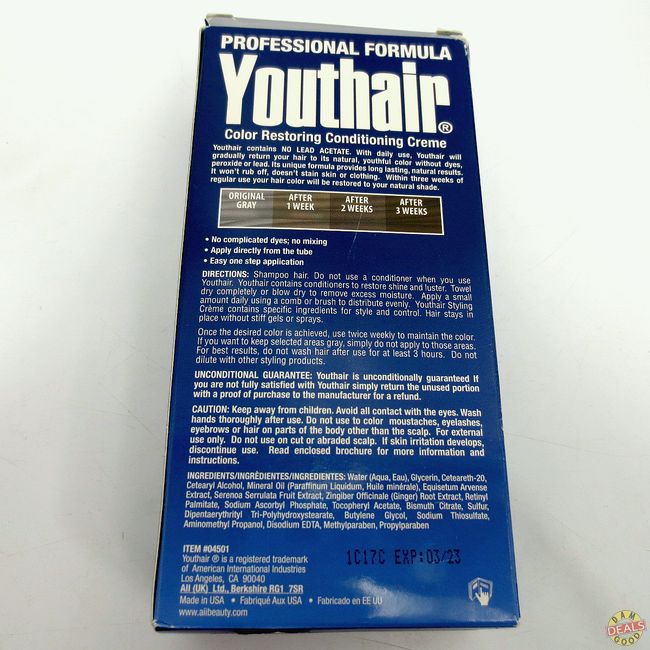 PROFESSIONAL FORMULA
Youthair®
Color Restoring Conditioning Creme
Youthair contains NO LEAD ACETATE. With daily use, Youthair will
gradually return your hair to its natural, youthful color without dyes,
peroxide or lead. Its unique formula provides long lasting, natural results.
It won't rub off, doesn't stain skin or clothing. Within three weeks of
regular use your hair color will be restored to your natural shade.
ORIGINAL GRAY
AFTER 1 WEEK
AFTER 2 WEEKS
AFTER 3 WEEKS
• No complicated dyes; no mixing
• Apply directly from the tube
• Easy one step application
DIRECTIONS: Shampoo hair. Do not use a conditioner when you use
Youthair. Youthair contains conditioners to restore shine and luster. Towel
dry completely or blow dry to remove excess moisture. Apply a small
amount daily using a comb or brush to distribute evenly. Youthair Styling
Crème contains specific ingredients for style and control. Hair stays in
place without stiff gels or sprays.
Once the desired color is achieved, use twice weekly to maintain the color.
If you want to keep selected areas gray, simply do not apply to those areas.
For best results, do not wash hair after use for at least 3 hours. Do not
dilute with other styling products.
UNCONDITIONAL GUARANTEE: Youthair is unconditionally guaranteed If
you are not fully satisfied with Youthair simply return the unused portion
with a proof of purchase to the manufacturer for a refund.
CAUTION: Keep away from children. Avoid all contact with the eyes. Wash
hands thoroughly after use. Do not use to color moustaches, eyelashes,
eyebrows or hair on parts of the body other than the scalp. For external
use only. Do not use on cut or abraded scalp. If skin irritation develops,
discontinue use. Read enclosed brochure for more information and
instructions.
INGREDIENTS/INGRÉDIENTES/INGREDIENTES: Water (Aqua, Eau), Glycerin, Ceteareth-20,
Cetearyl Alcohol, Mineral Oil (Paraffinum Liquidum, Huile minérale), Equisetum Arvense
Extract, Serenoa Serrulata Fruit Extract, Zingiber Officinale (Ginger) Root Extract, Retinyl
Palmitate, Sodium Ascorbyl Phosphate, Tocopheryl Acetate, Bismuth Citrate, Sulfur,
Dipentaerythrityl Tri-Polyhydroxystearate, Butylene Glycol, Sodium Thiosulfate,
Aminomethyl Propanol, Disodium EDTA, Methylparaben, Propylparaben
ITEM #04501
Youthair ® is a registered trademark
of American International Industries
Los Angeles, CA 90040
AII (UK) Ltd., Berkshire RG1 7SR
Made in USA • Fabriqué Aux USA • Fabricado en EE UU
www.aiibeauty.com
1C17C EXP:03/23
DAM
DEALS
GOOD